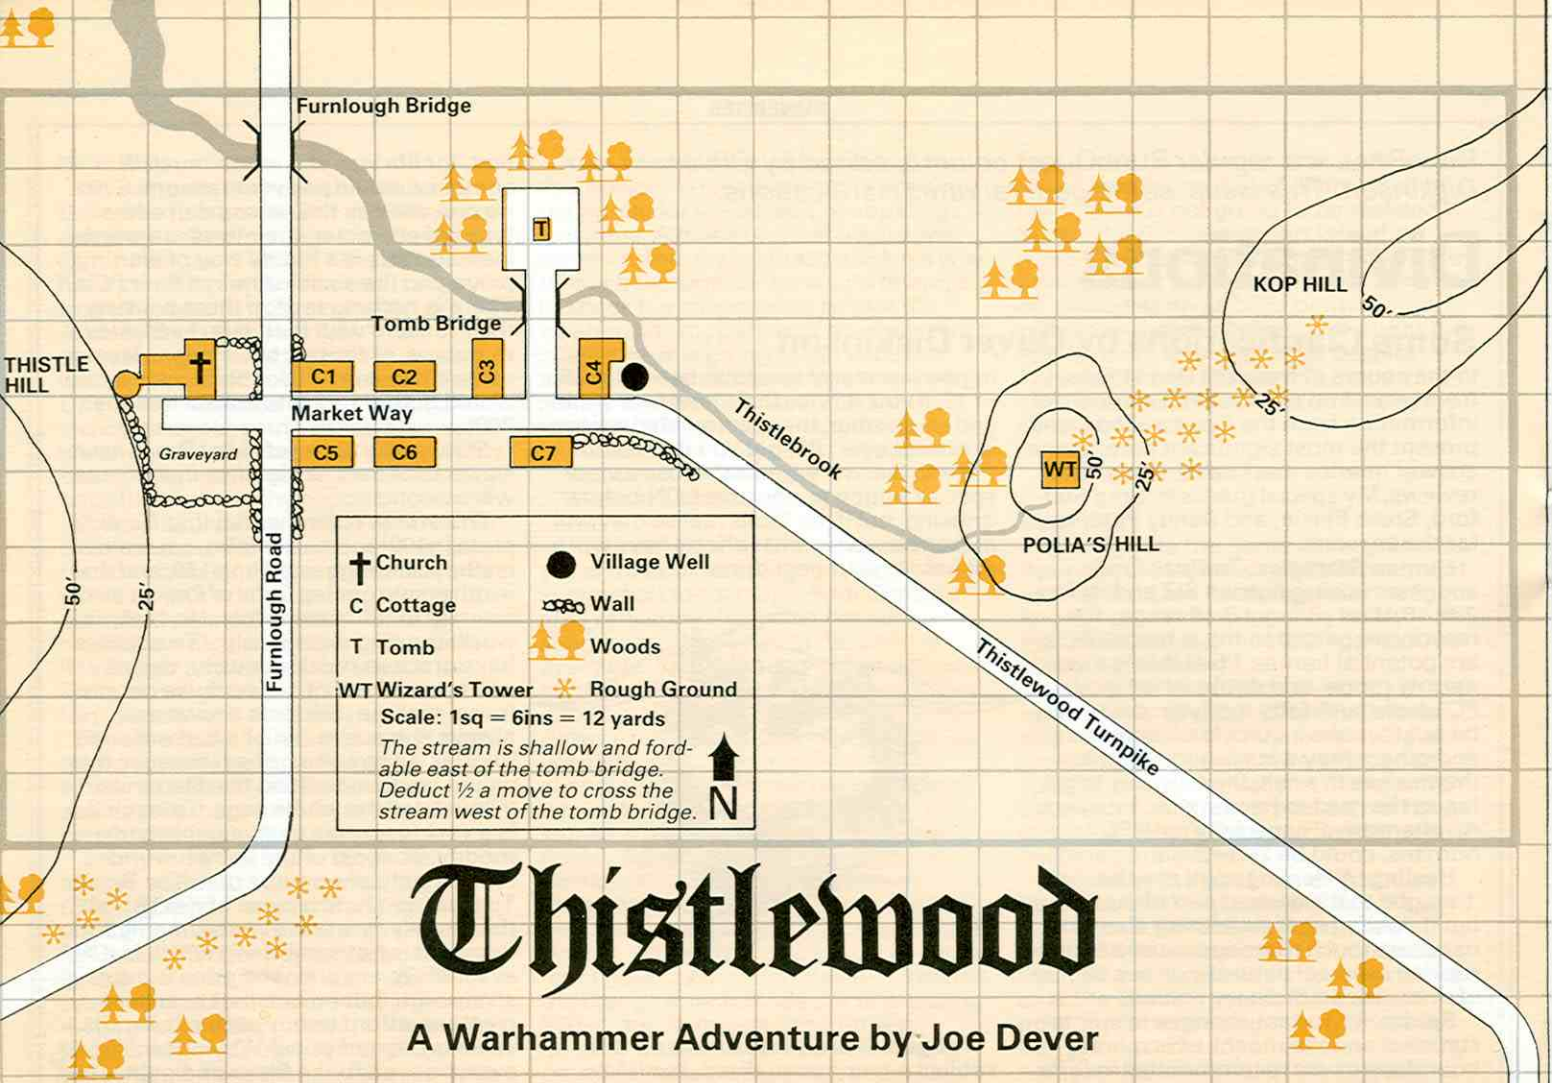 Furnlough Bridge
T
KOP HILL
50'
Tomb Bridge
THISTLE
HILL
C1
C2
C3
C4
25'
Market Way
Thistlebrook
Graveyard
C5
C6
C7
WT
50'
25'
POLIA'S HILL
50'
25'
Furnlough Road
Church
Village Well
C Cottage
Wall
T Tomb
Woods
WT Wizard's Tower
Rough Ground
Scale: 1sq = 6ins = 12 yards
The stream is shallow and ford-
able east of the tomb bridge.
Deduct ½ a move to cross the
stream west of the tomb bridge.
N
Thistlewood Turnpike
Thistlewood
A Warhammer Adventure by Joe Dever